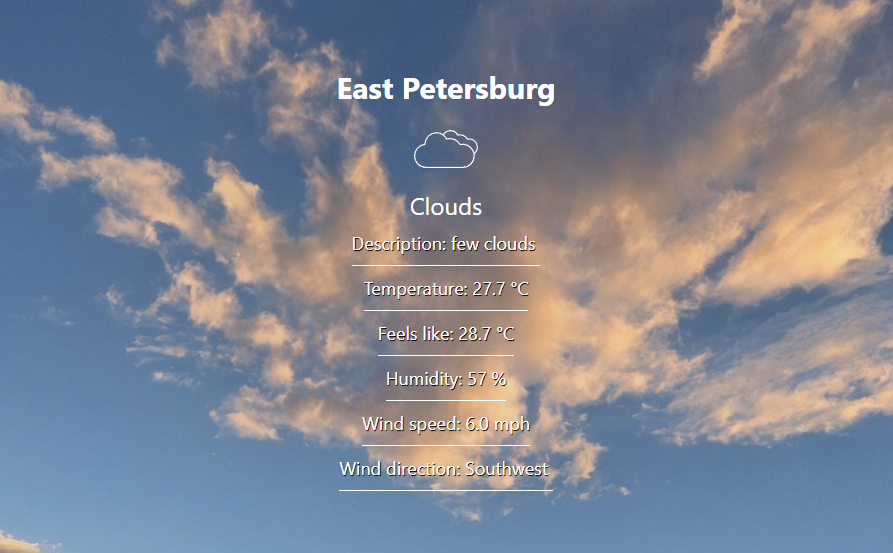 East Petersburg
Clouds
Description: few clouds
Temperature: 27.7 °C
Feels like: 28.7 °C
Humidity: 57 %
Wind speed: 6.0 mph
Wind direction: Southwest